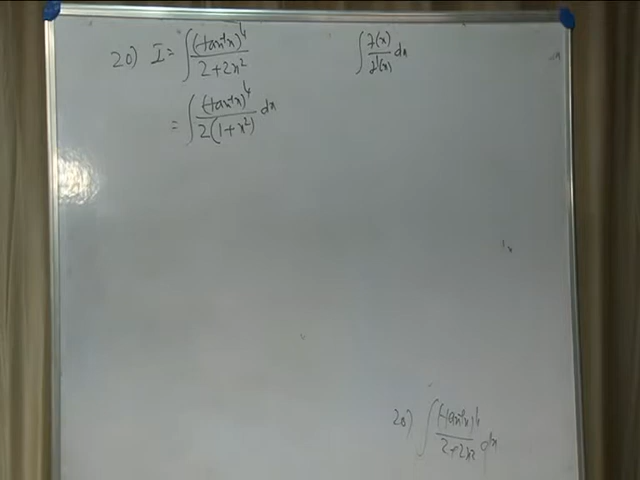 20) I = ∫ (tan⁻¹x)⁴ / 2+2x²
= ∫ (tan⁻¹x)⁴ / 2(1+x²) dx
∫ f(x) / f'(x) dx
20) ∫ (tan⁻¹x)⁴ / 2+2x² dx